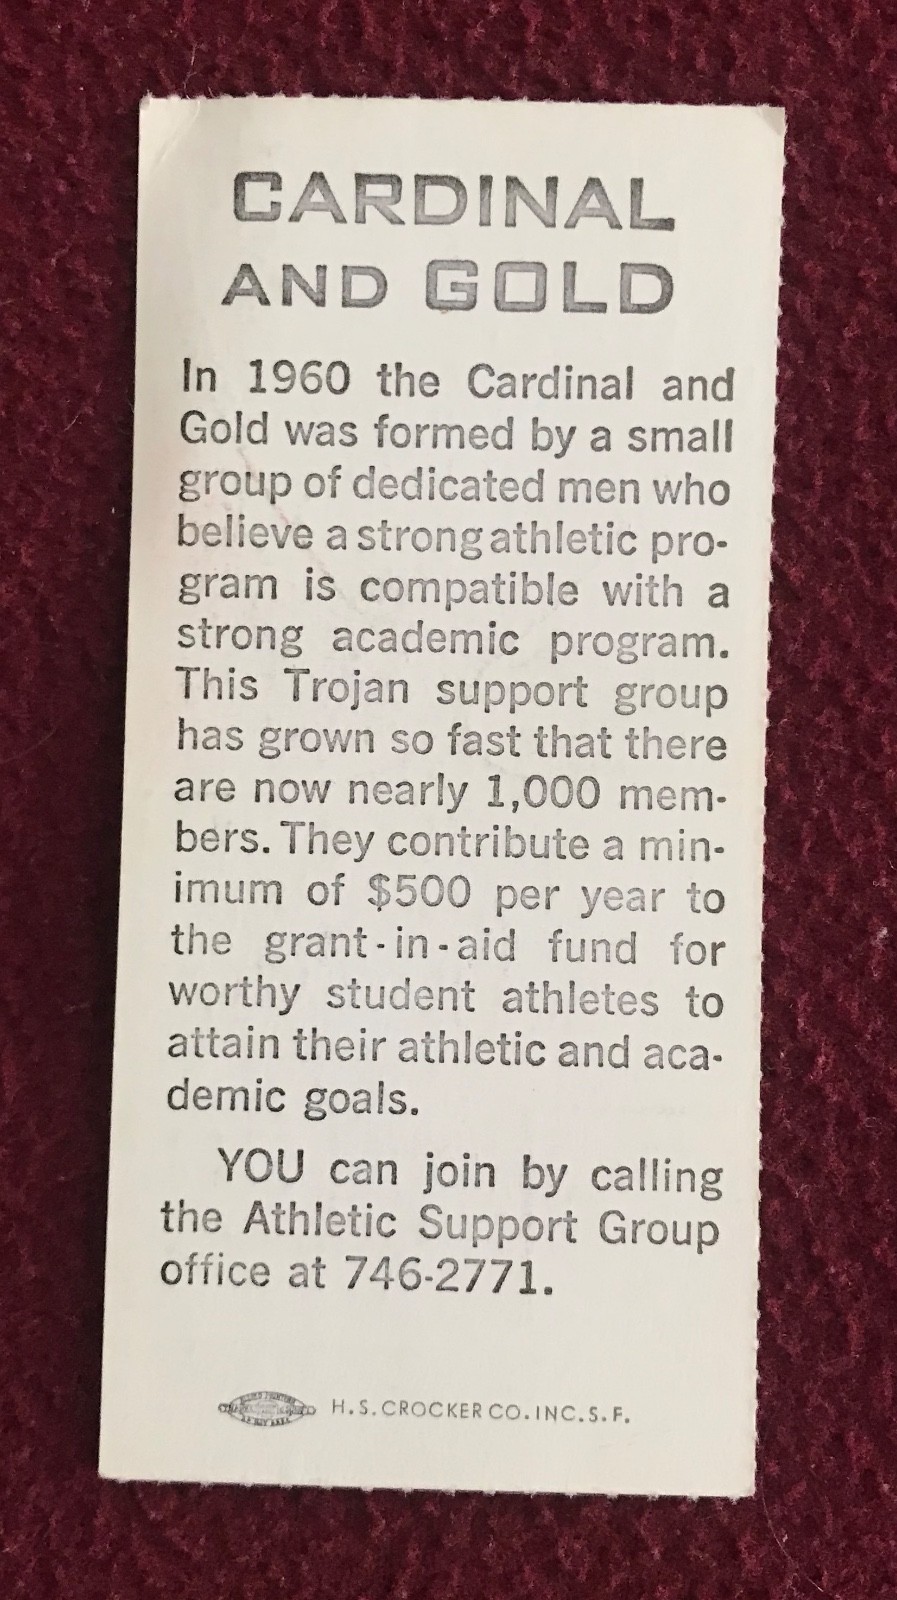 CARDINAL
AND GOLD
In 1960 the Cardinal and
Gold was formed by a small
group of dedicated men who
believe a strong athletic pro-
gram is compatible with a
strong academic program.
This Trojan support group
has grown so fast that there
are now nearly 1,000 mem-
bers. They contribute a min-
imum of $500 per year to
the grant-in-aid fund for
worthy student athletes to
attain their athletic and aca-
demic goals.
YOU can join by calling
the Athletic Support Group
office at 746-2771.
H.S.CROCKER CO.INC.S.F.